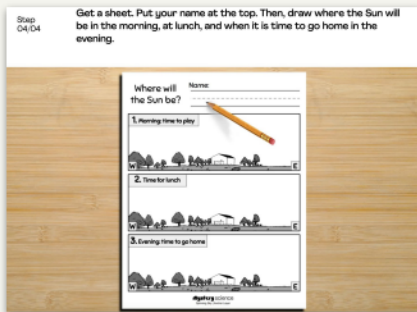 Step
04/04
Get a sheet. Put your name at the top. Then, draw where the Sun will
be in the morning, at lunch, and when it is time to go home in the
evening.
Where will
the Sun be?
Name:
1. Morning: time to play
W
E
2. Time for lunch
W
E
3. Evening: time to go home
W
E
Mystery science